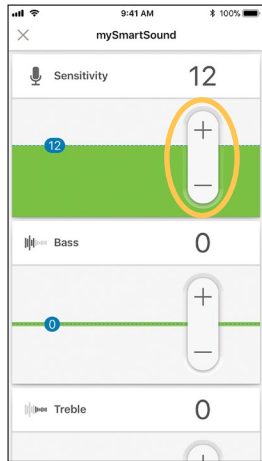 9:41 AM 100%
mySmartSound
Sensitivity 12
+
12
−
Bass 0
+
0
−
Treble 0
+